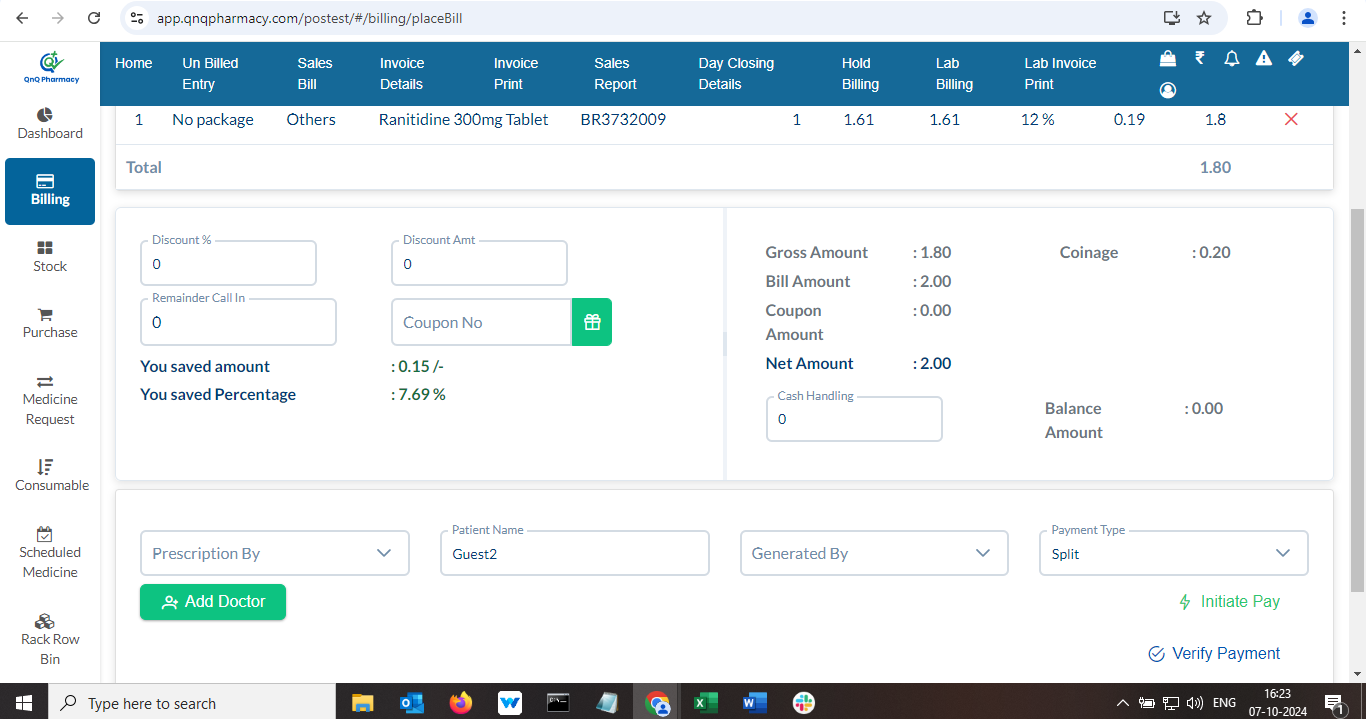 app.qnqpharmacy.com/postest/#/billing/placeBill
QnQ Pharmacy
Home Un Billed Entry Sales Bill Invoice Details Invoice Print Sales Report Day Closing Details Hold Billing Lab Billing Lab Invoice Print
Dashboard
Billing
Stock
Purchase
Medicine
Request
Consumable
Scheduled
Medicine
Rack Row
Bin
1 No package Others Ranitidine 300mg Tablet BR3732009 1 1.61 1.61 12 % 0.19 1.8
Total 1.80
Discount % Discount Amt
0 0
Remainder Call In
0 Coupon No
You saved amount : 0.15 /-
You saved Percentage : 7.69 %
Gross Amount : 1.80 Coinage : 0.20
Bill Amount : 2.00
Coupon Amount : 0.00
Net Amount : 2.00
Cash Handling
0
Balance Amount : 0.00
Prescription By
Patient Name
Guest2
Generated By
Payment Type
Split
Add Doctor
Initiate Pay
Verify Payment
Type here to search
ENG
16:23
07-10-2024
1